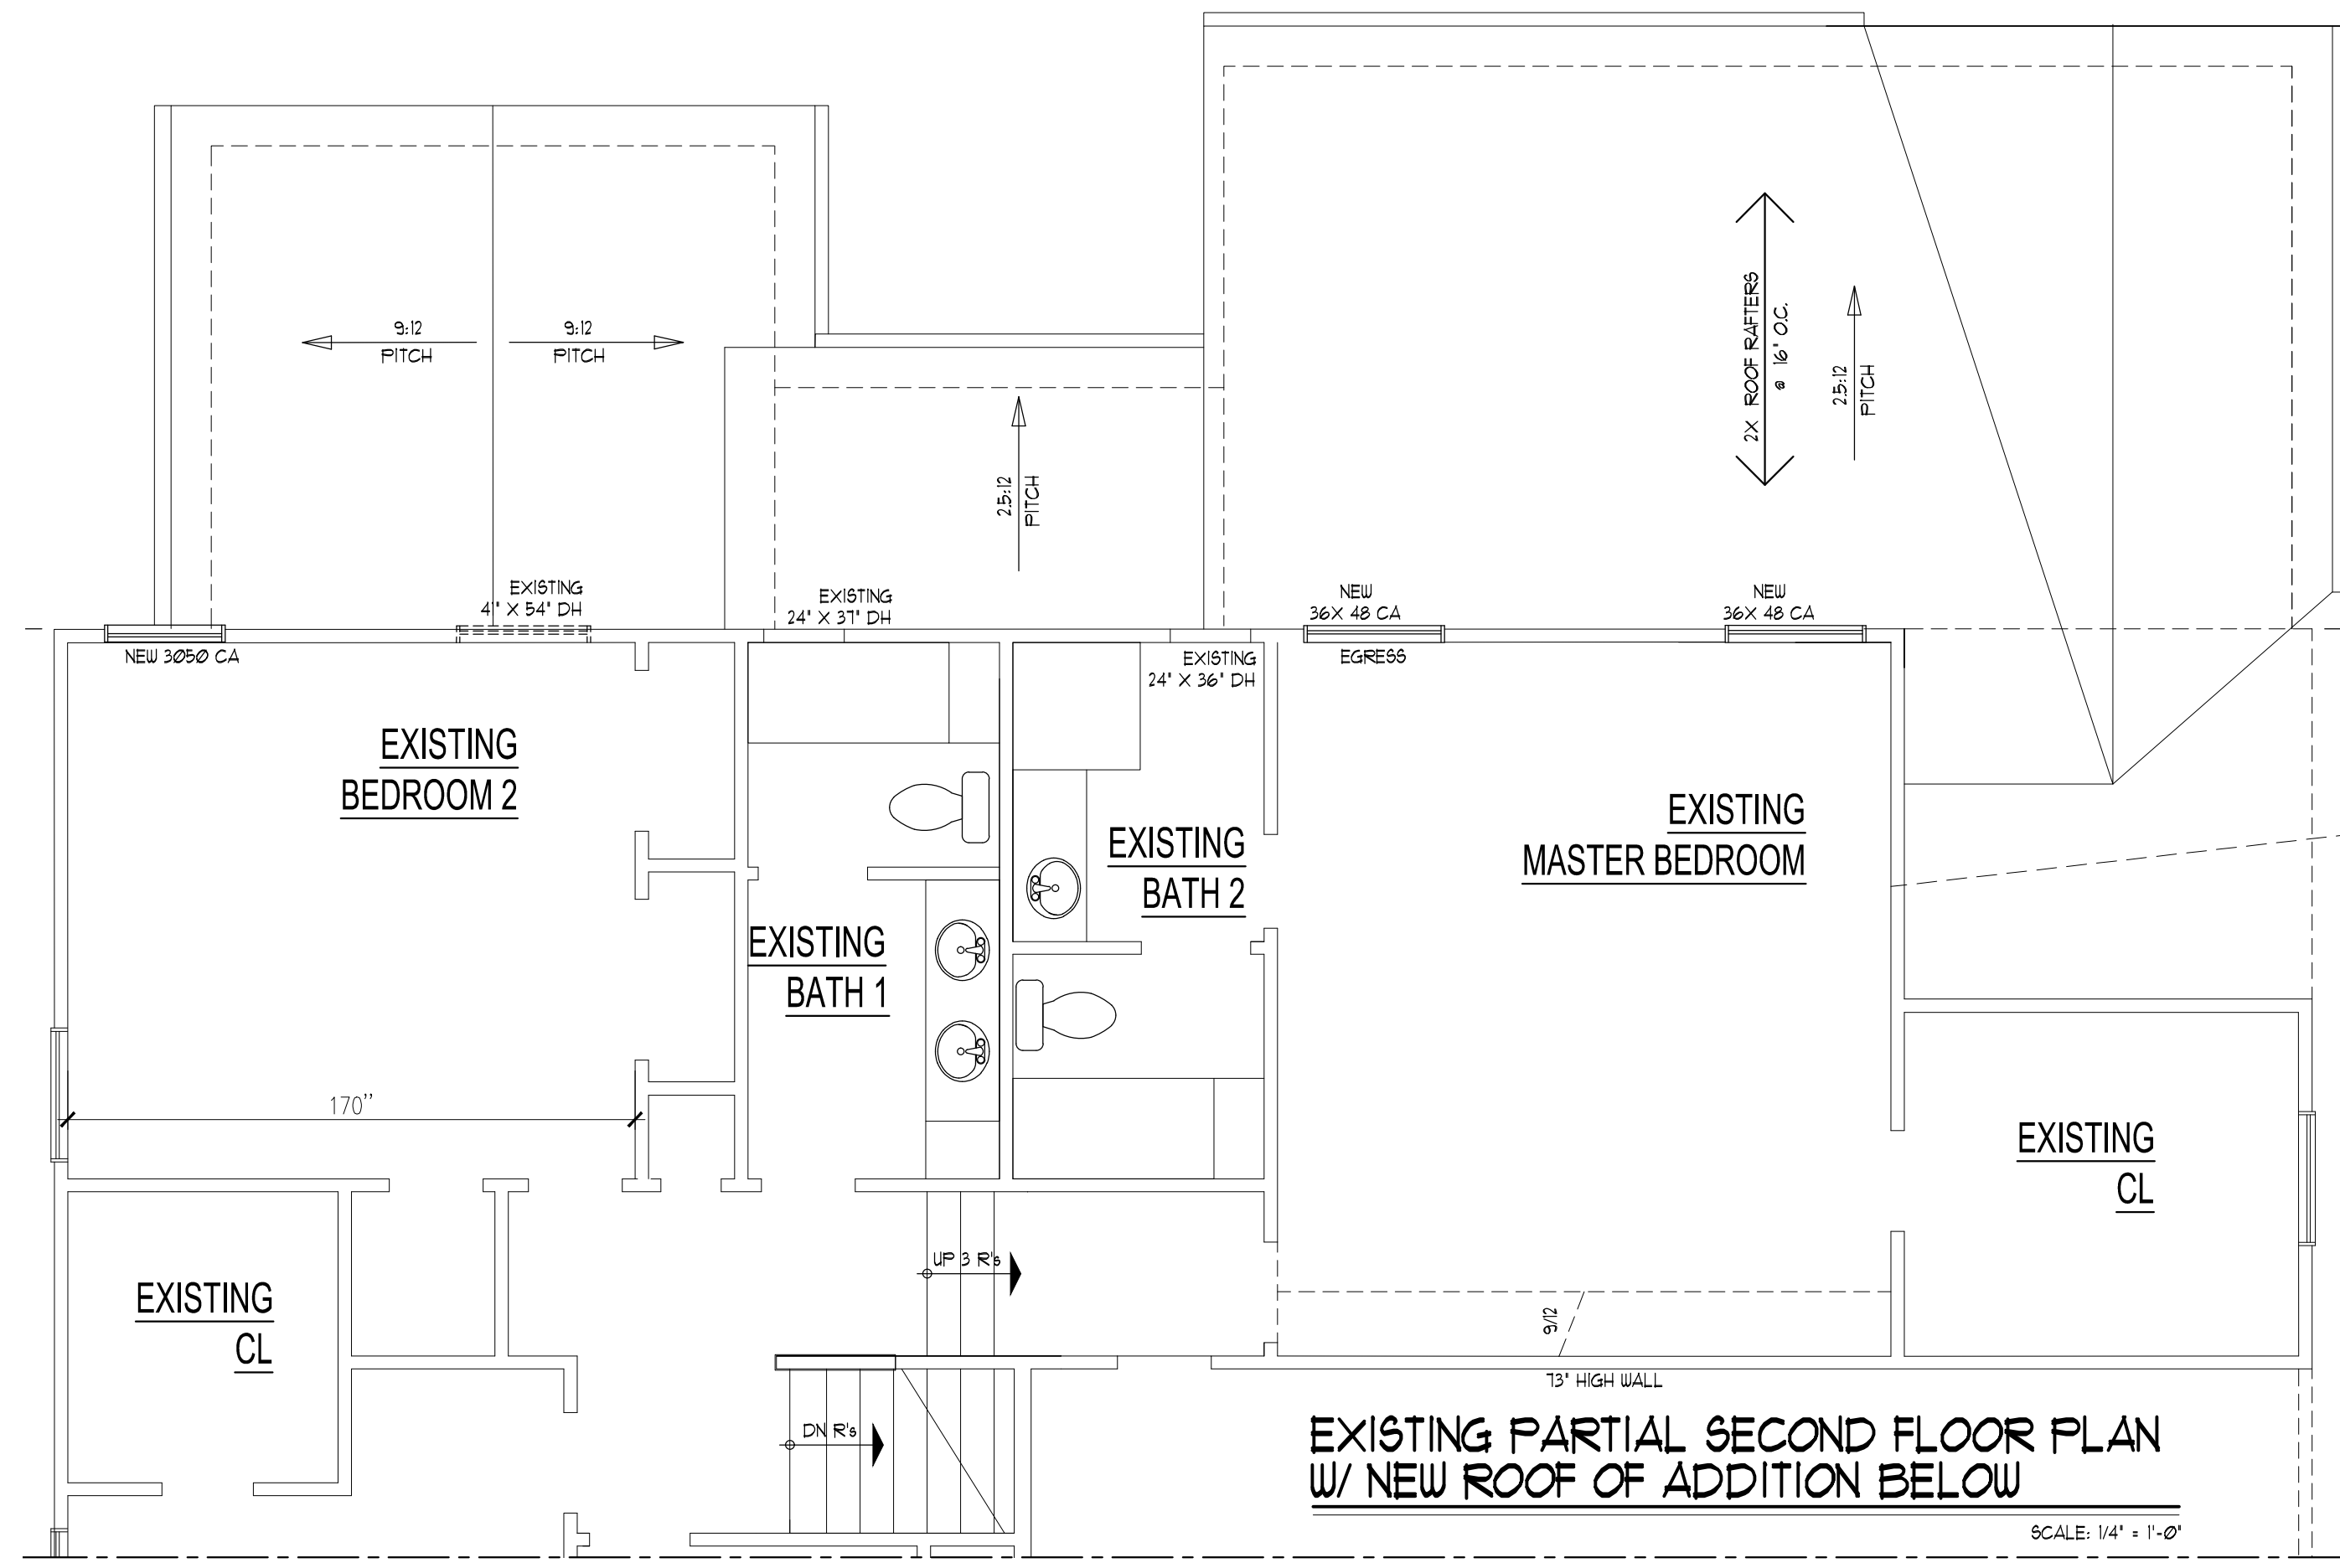 9:12
PITCH
9:12
PITCH
2X ROOF RAFTERS
@ 16" O.C.
2.5:12
PITCH
2.5:12
PITCH
EXISTING
41" X 54" DH
EXISTING
24" X 37" DH
NEW
36X 48 CA
NEW
36X 48 CA
NEW 3050 CA
EXISTING
24" X 36" DH
EGRESS
EXISTING
BEDROOM 2
EXISTING
MASTER BEDROOM
EXISTING
BATH 2
EXISTING
BATH 1
170"
EXISTING
CL
UP 3 R's
EXISTING
CL
9/12
73" HIGH WALL
DN R's
EXISTING PARTIAL SECOND FLOOR PLAN
W/ NEW ROOF OF ADDITION BELOW
SCALE: 1/4" = 1'-0"